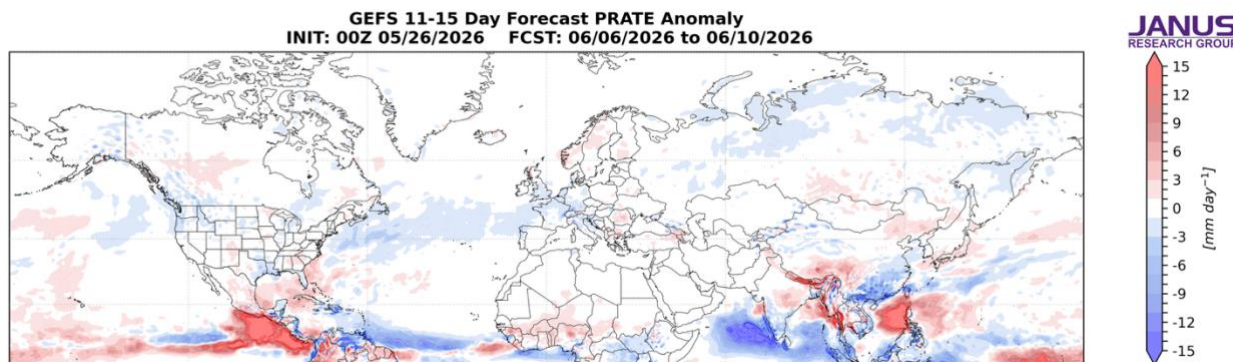 GEFS 11-15 Day Forecast PRATE Anomaly
INIT: 00Z 05/26/2026 FCST: 06/06/2026 to 06/10/2026
JANUS
RESEARCH GROUP
15
12
9
6
3
0
-3
-6
-9
-12
-15
[mm day⁻¹]